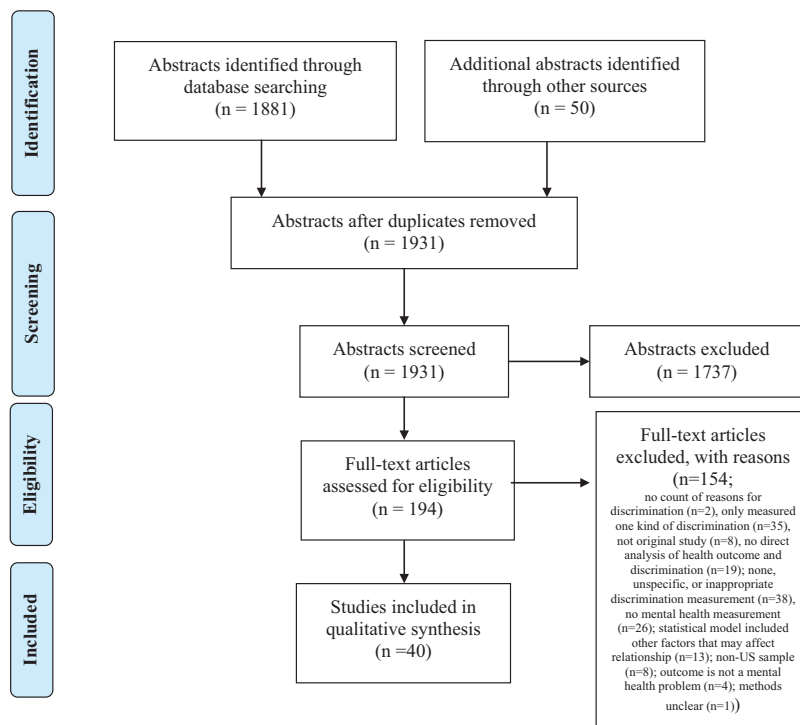 Identification
Abstracts identified through
database searching
(n = 1881)
Additional abstracts identified
through other sources
(n = 50)
Screening
Abstracts after duplicates removed
(n = 1931)
Abstracts screened
(n = 1931)
Abstracts excluded
(n = 1737)
Eligibility
Full-text articles
assessed for eligibility
(n = 194)
Full-text articles
excluded, with reasons
(n=154;
no count of reasons for
discrimination (n=2), only measured
one kind of discrimination (n=35),
not original study (n=8), no direct
analysis of health outcome and
discrimination (n=19); none,
unspecific, or inappropriate
discrimination measurement (n=38),
no mental health measurement
(n=26); statistical model included
other factors that may affect
relationship (n=13); non-US sample
(n=8); outcome is not a mental
health problem (n=4); methods
unclear (n=1))
Included
Studies included in
qualitative synthesis
(n =40)